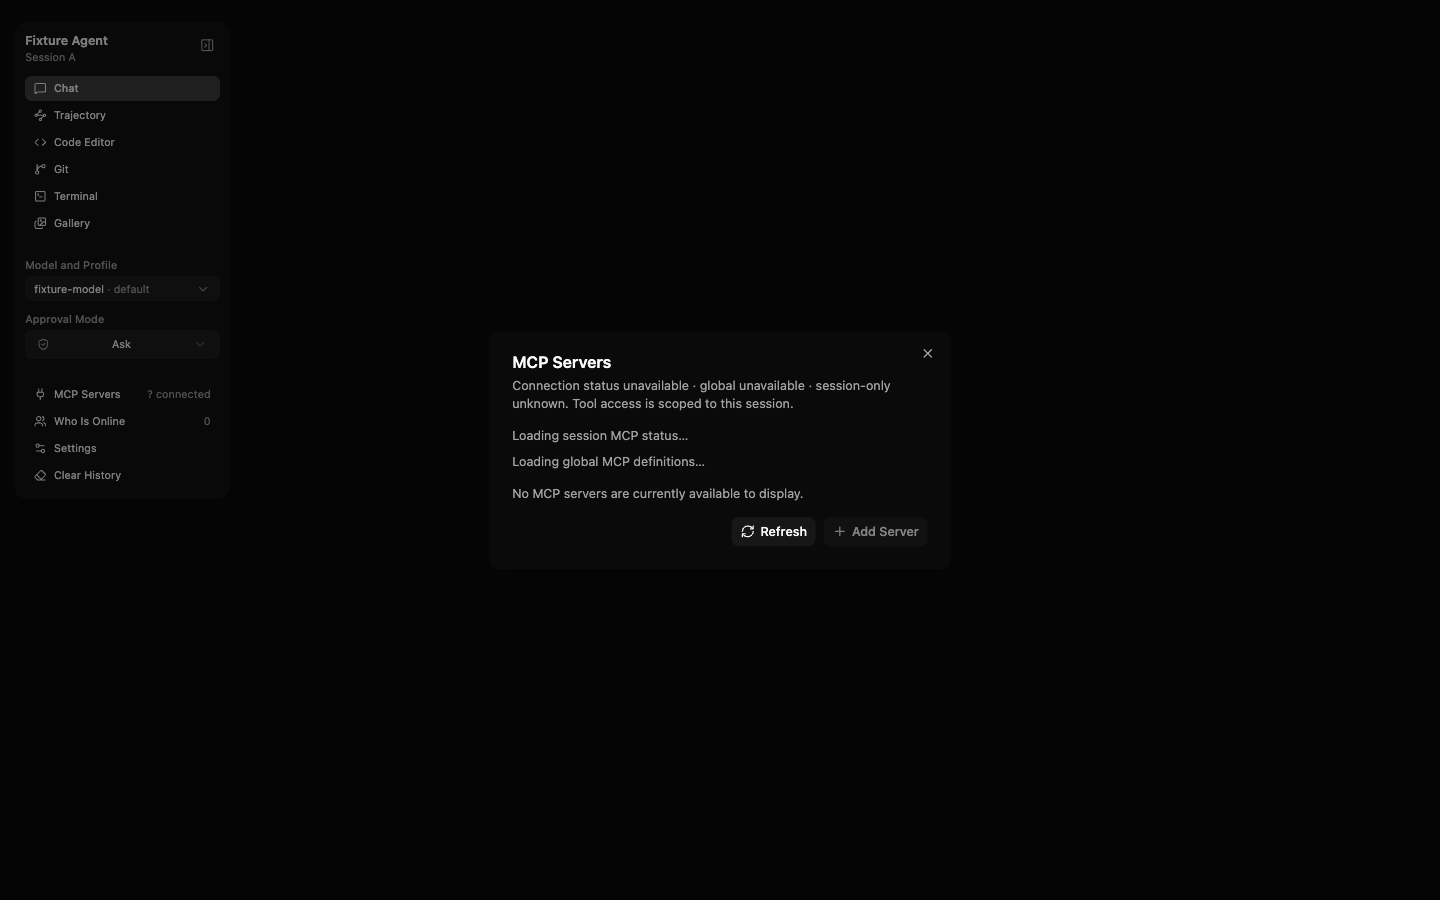 Fixture Agent
Session A
Chat
Trajectory
Code Editor
Git
Terminal
Gallery
Model and Profile
fixture-model · default
Approval Mode
Ask
MCP Servers ? connected
Who Is Online 0
Settings
Clear History
MCP Servers
Connection status unavailable · global unavailable · session-only
unknown. Tool access is scoped to this session.
Loading session MCP status...
Loading global MCP definitions...
No MCP servers are currently available to display.
Refresh
Add Server